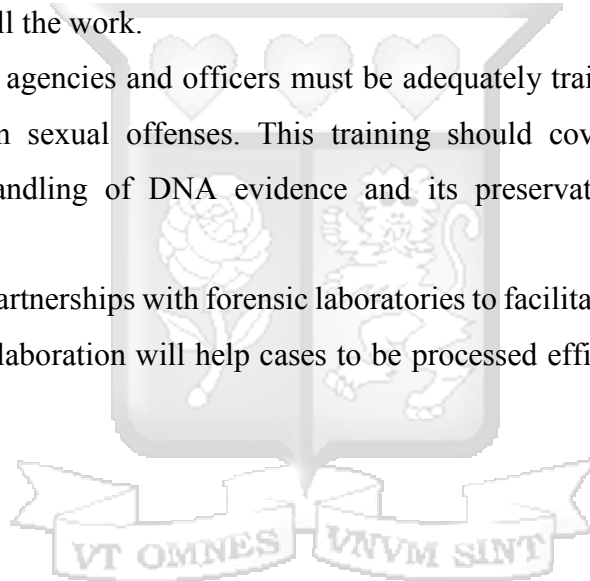 ll the work.
agencies and officers must be adequately trai
n sexual offenses. This training should cov
andling of DNA evidence and its preservat
artnerships with forensic laboratories to facilita
laboration will help cases to be processed effi
VT OMNES VNVM SINT